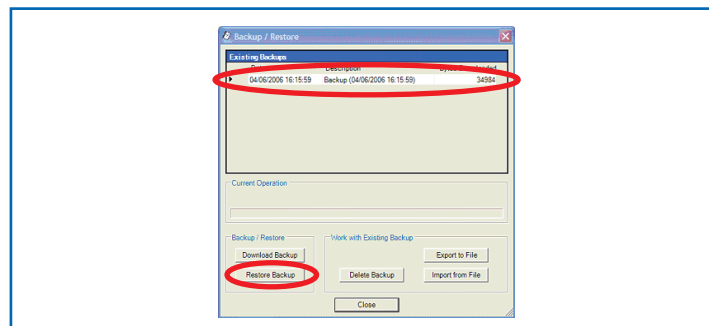 Backup / Restore
Existing Backups
Description
04/06/2006 16:15:59 Backup (04/06/2006 16:15:59) 34984
Current Operation
Backup / Restore Work with Existing Backup
Download Backup Export to File
Restore Backup Delete Backup Import from File
Close